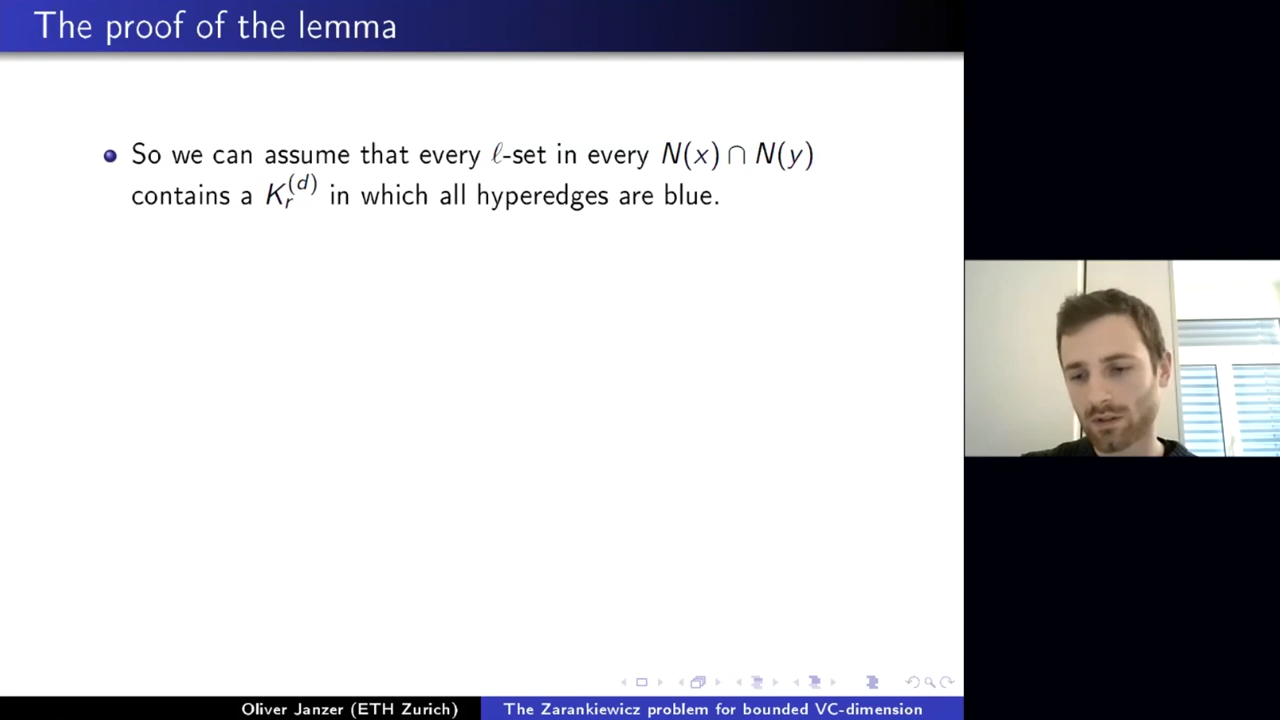 The proof of the lemma
So we can assume that every ℓ-set in every N(x) ∩ N(y)
contains a K_r^{(d)} in which all hyperedges are blue.
Oliver Janzer (ETH Zurich)
The Zarankiewicz problem for bounded VC-dimension